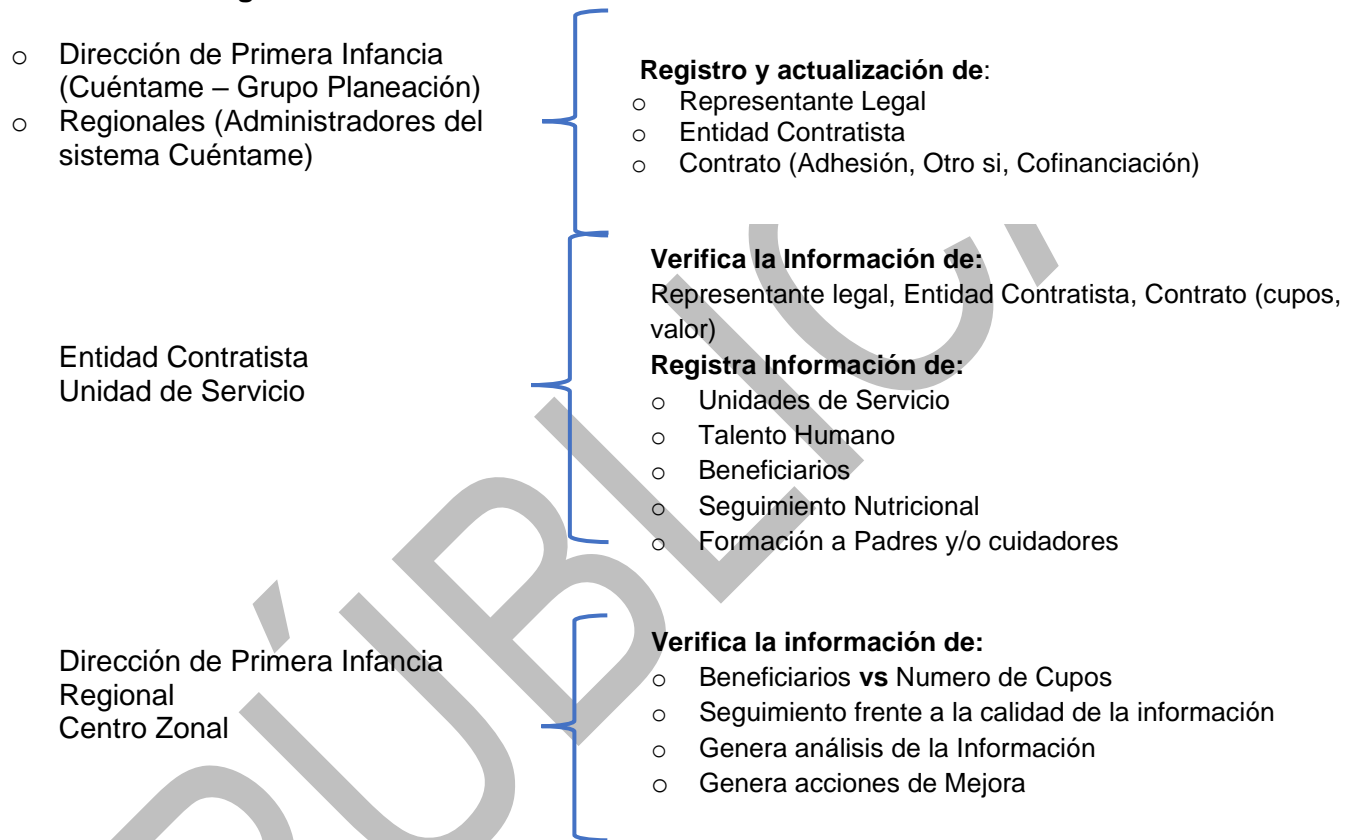 o Dirección de Primera Infancia
(Cuéntame – Grupo Planeación)
o Regionales (Administradores del
sistema Cuéntame)
Registro y actualización de:
o Representante Legal
o Entidad Contratista
o Contrato (Adhesión, Otro si, Cofinanciación)
Entidad Contratista
Unidad de Servicio
Verifica la Información de:
Representante legal, Entidad Contratista, Contrato (cupos,
valor)
Registra Información de:
o Unidades de Servicio
o Talento Humano
o Beneficiarios
o Seguimiento Nutricional
o Formación a Padres y/o cuidadores
Dirección de Primera Infancia
Regional
Centro Zonal
Verifica la información de:
o Beneficiarios vs Numero de Cupos
o Seguimiento frente a la calidad de la información
o Genera análisis de la Información
o Genera acciones de Mejora